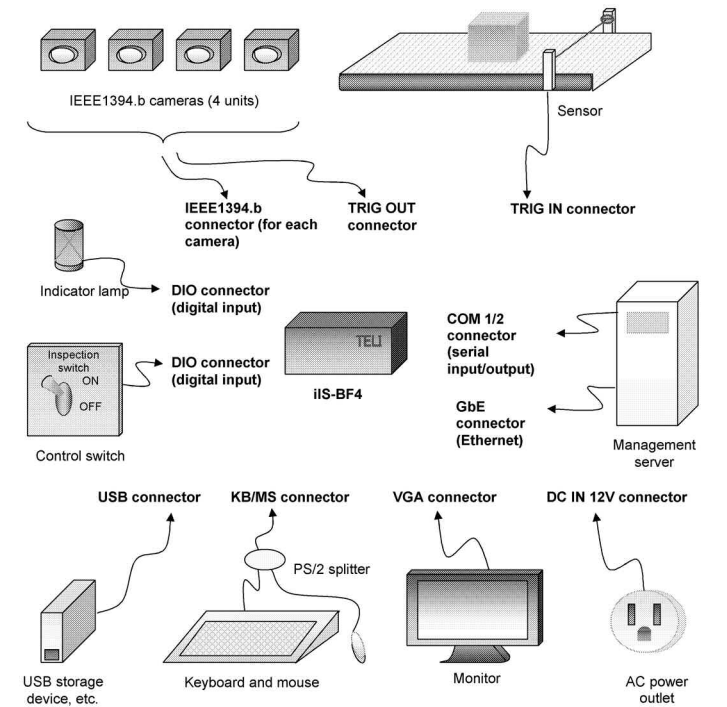 IEEE1394.b cameras (4 units)
Sensor
IEEE1394.b
connector (for each
camera)
TRIG OUT
connector
TRIG IN connector
Indicator lamp
DIO connector
(digital input)
Inspection
switch
ON
OFF
Control switch
DIO connector
(digital input)
TELI
iIS-BF4
COM 1/2
connector
(serial
input/output)
GbE
connector
(Ethernet)
Management
server
USB connector
KB/MS connector
VGA connector
DC IN 12V connector
PS/2 splitter
USB storage
device, etc.
Keyboard and mouse
Monitor
AC power
outlet